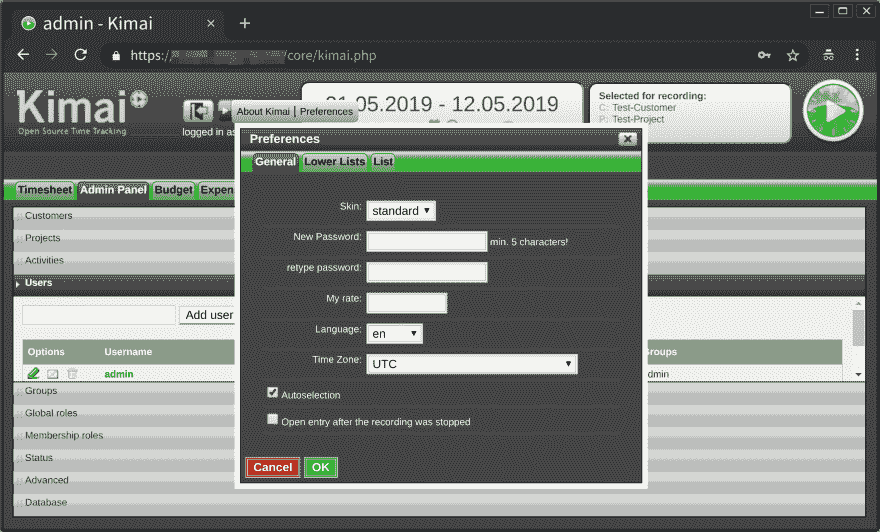 admin - Kimai
https://
/core/kimai.php
Kimai
Open Source Time Tracking
logged in as
About Kimai | Preferences
.05.2019 - 12.05.2019
Selected for recording:
C: Test-Customer
P: Test-Project
Preferences
General
Lower Lists
List
Timesheet
Admin Panel
Budget
Expen
Customers
Projects
Activities
Users
Add user
Options
Username
Groups
admin
admin
Groups
Global roles
Membership roles
Status
Advanced
Database
Skin:
standard
New Password:
min. 5 characters!
retype password:
My rate:
Language:
en
Time Zone:
UTC
Autoselection
Open entry after the recording was stopped
Cancel
OK